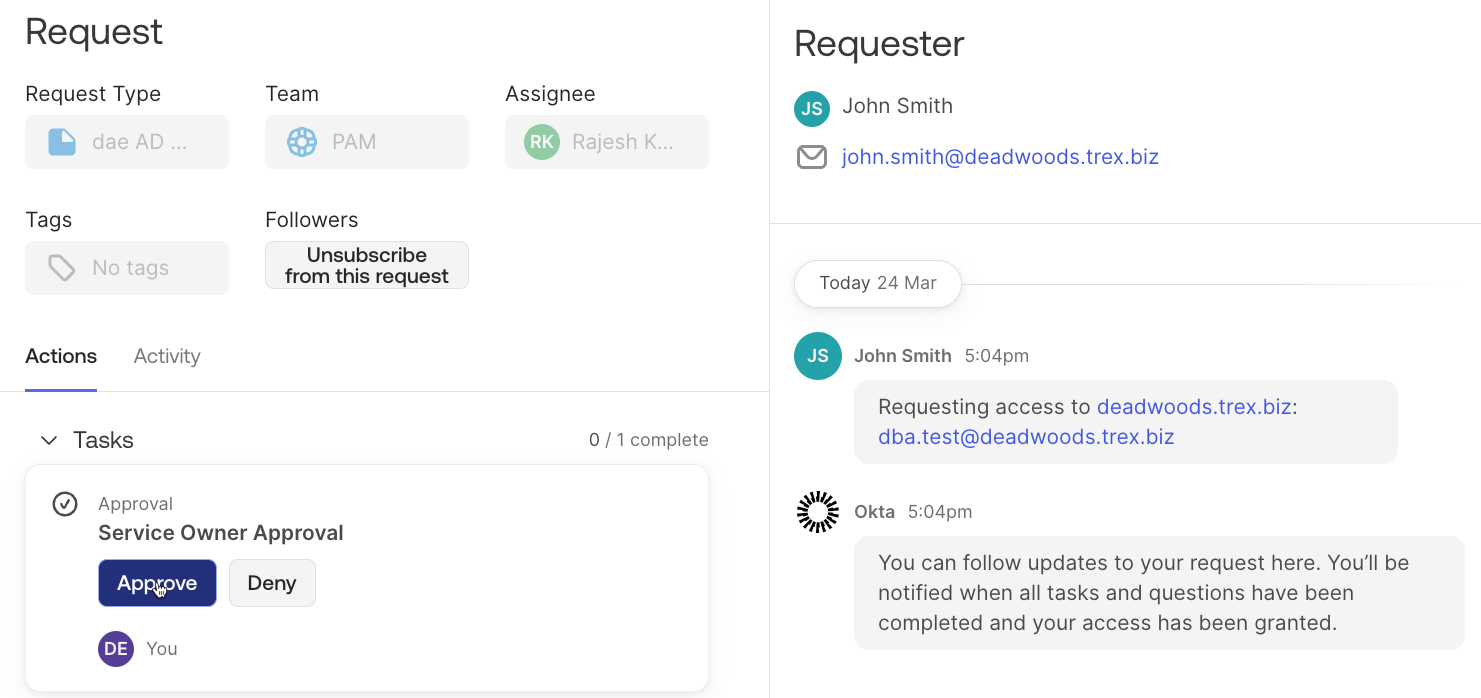 Request
Request Type
Team
Assignee
dae AD ...
PAM
RK
Rajesh K...
Tags
Followers
No tags
Unsubscribe
from this request
Actions
Activity
Tasks
0 / 1 complete
Approval
Service Owner Approval
Approve
Deny
DE
You
Requester
JS
John Smith
john.smith@deadwoods.trex.biz
Today 24 Mar
JS
John Smith 5:04pm
Requesting access to deadwoods.trex.biz:
dba.test@deadwoods.trex.biz
Okta 5:04pm
You can follow updates to your request here. You’ll be
notified when all tasks and questions have been
completed and your access has been granted.